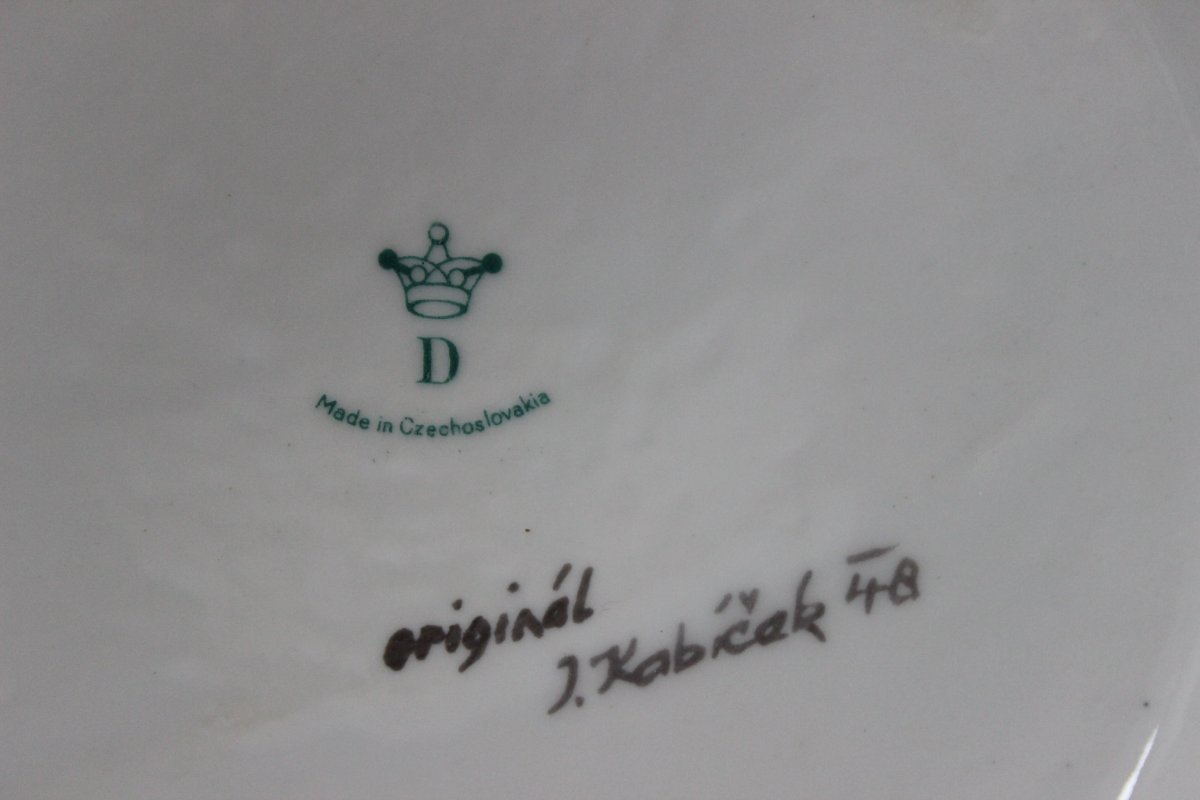 D
Made in Czechoslovakia
originál
J. Kabíček 48